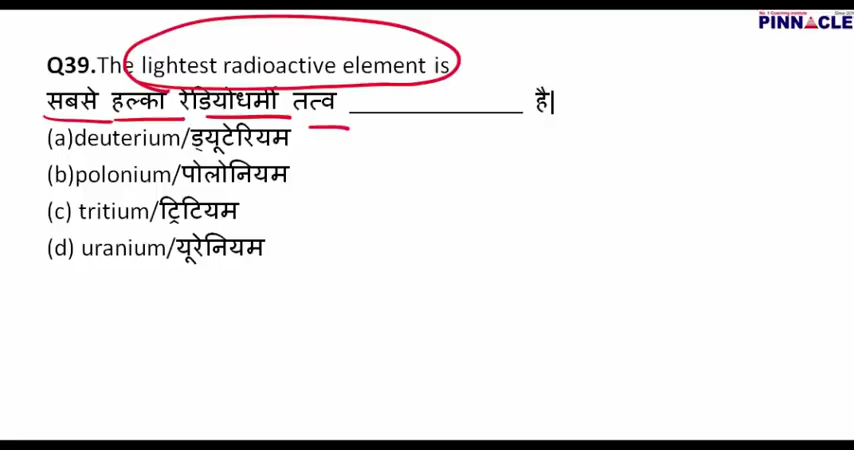 PINNACLE
Q39.The lightest radioactive element is
सबसे हल्का रेडियोधर्मी तत्व ______________ है|
(a)deuterium/ड्यूटेरियम
(b)polonium/पोलोनियम
(c) tritium/ट्रिटियम
(d) uranium/यूरेनियम